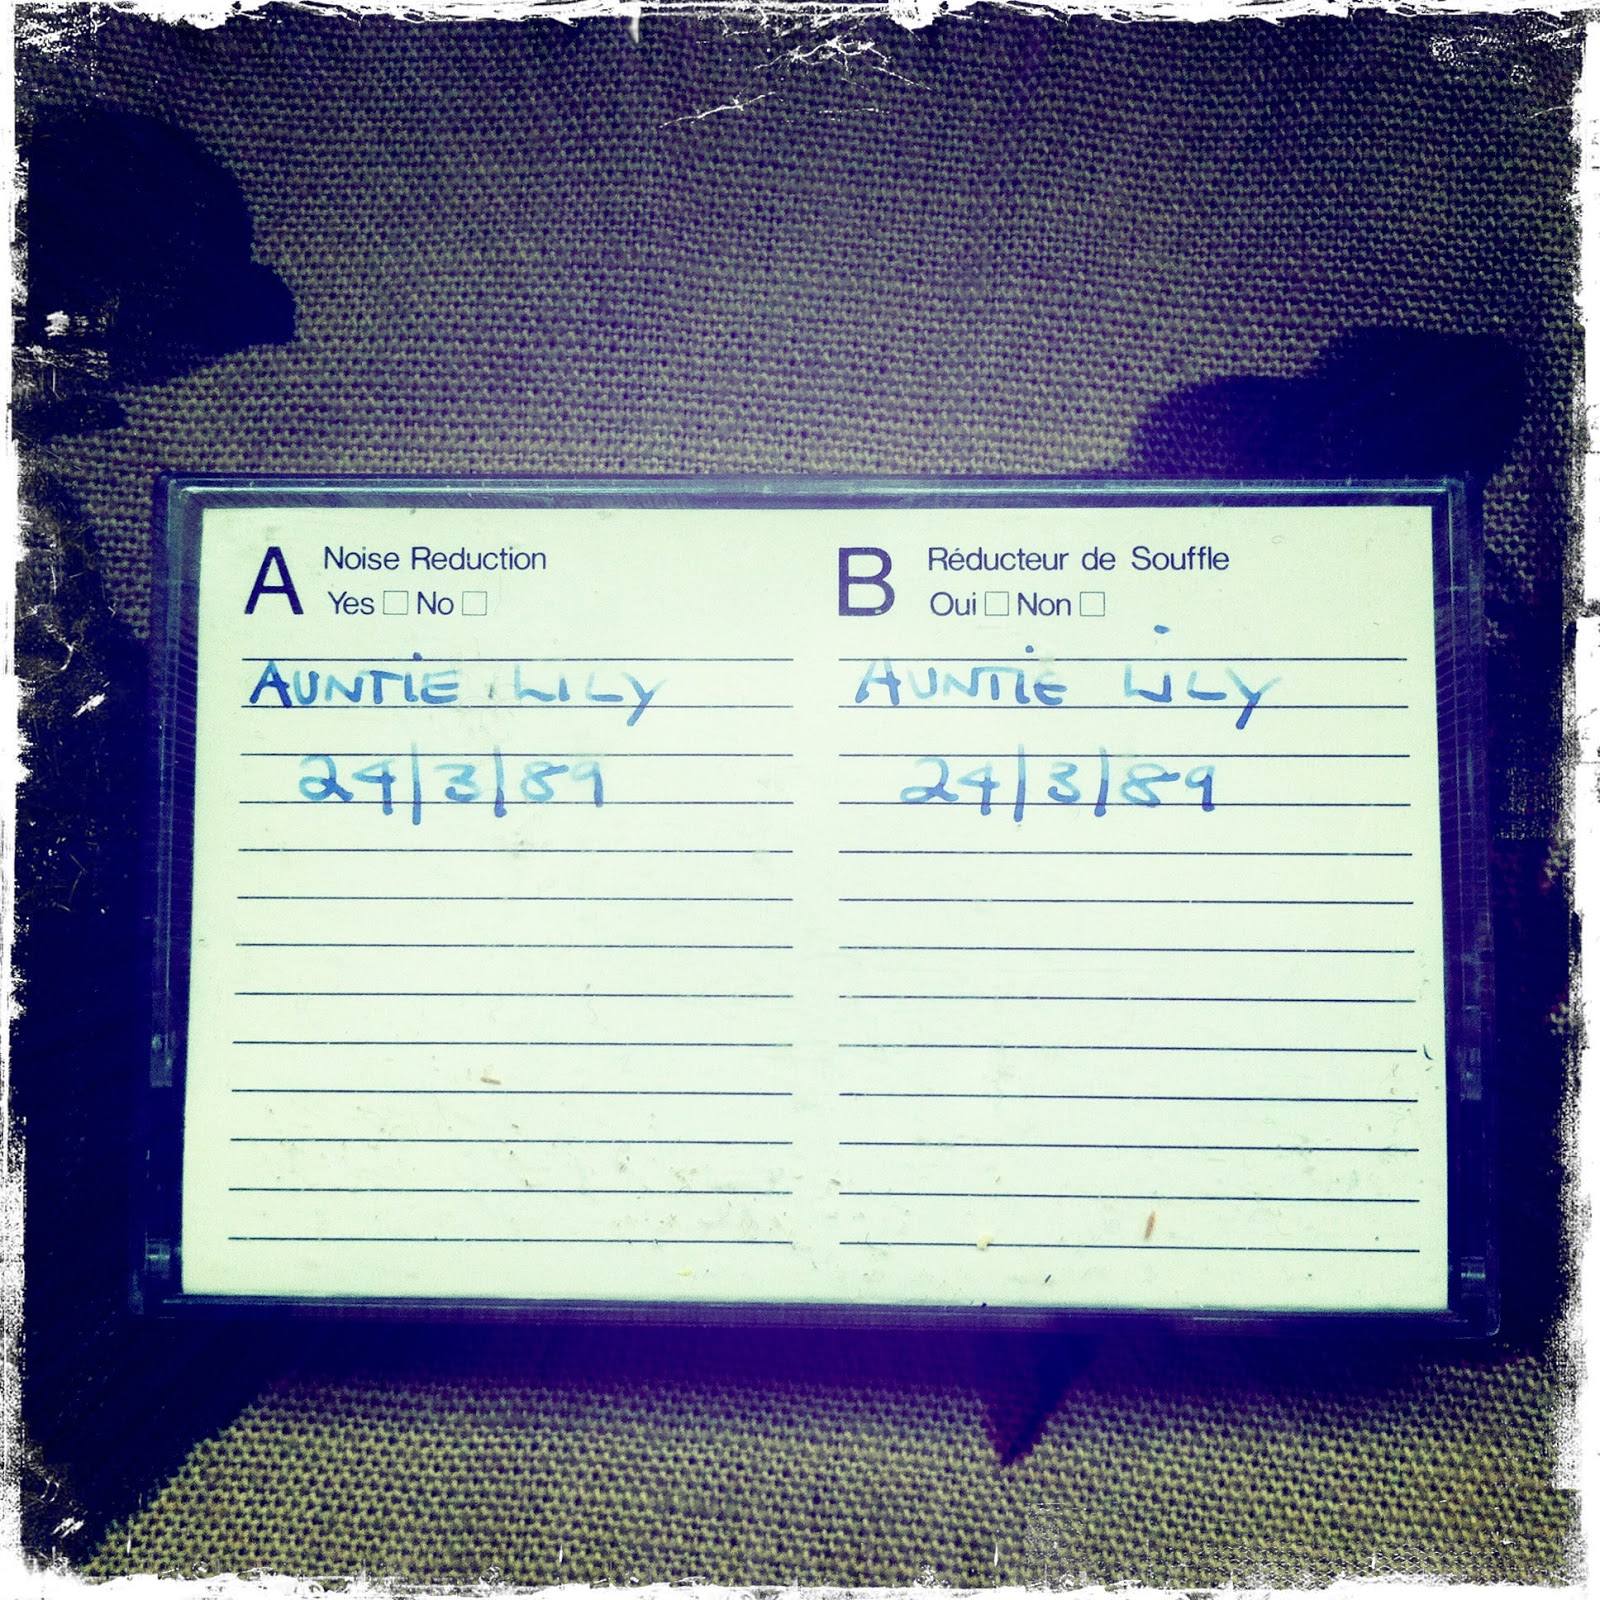 A Noise Reduction
Yes No
AUNTiE LiLY
24/3/89
B Réducteur de Souffle
Oui Non
AUNTiE LiLY
24/3/89